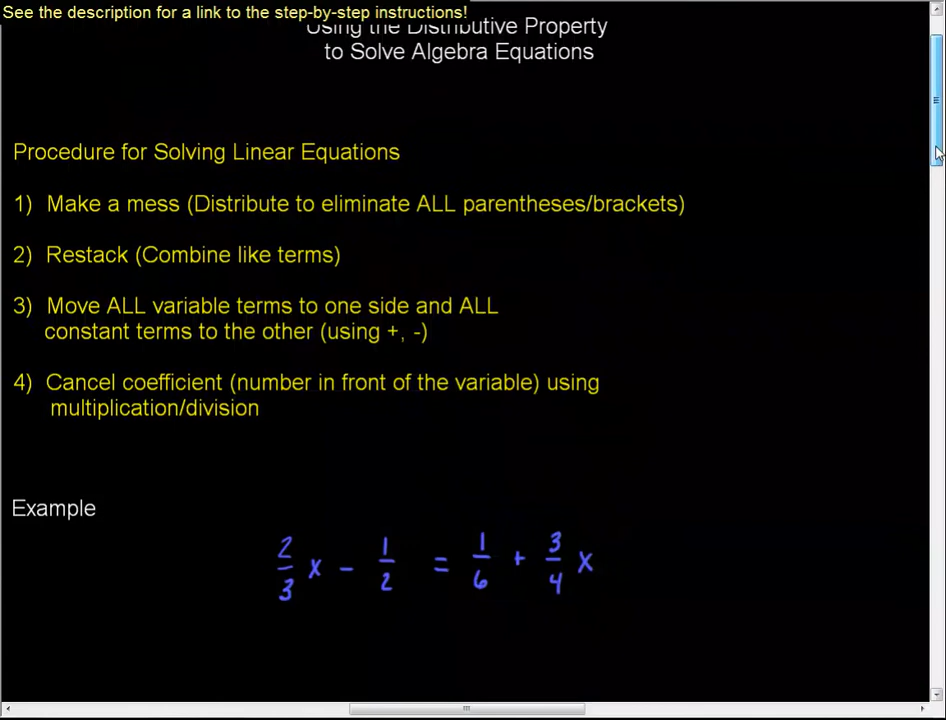 See the description for a link to the step-by-step instructions!
Using the Distributive Property
to Solve Algebra Equations
Procedure for Solving Linear Equations
1) Make a mess (Distribute to eliminate ALL parentheses/brackets)
2) Restack (Combine like terms)
3) Move ALL variable terms to one side and ALL
constant terms to the other (using +, -)
4) Cancel coefficient (number in front of the variable) using
multiplication/division
Example
2/3 x - 1/2 = 1/6 + 3/4 x